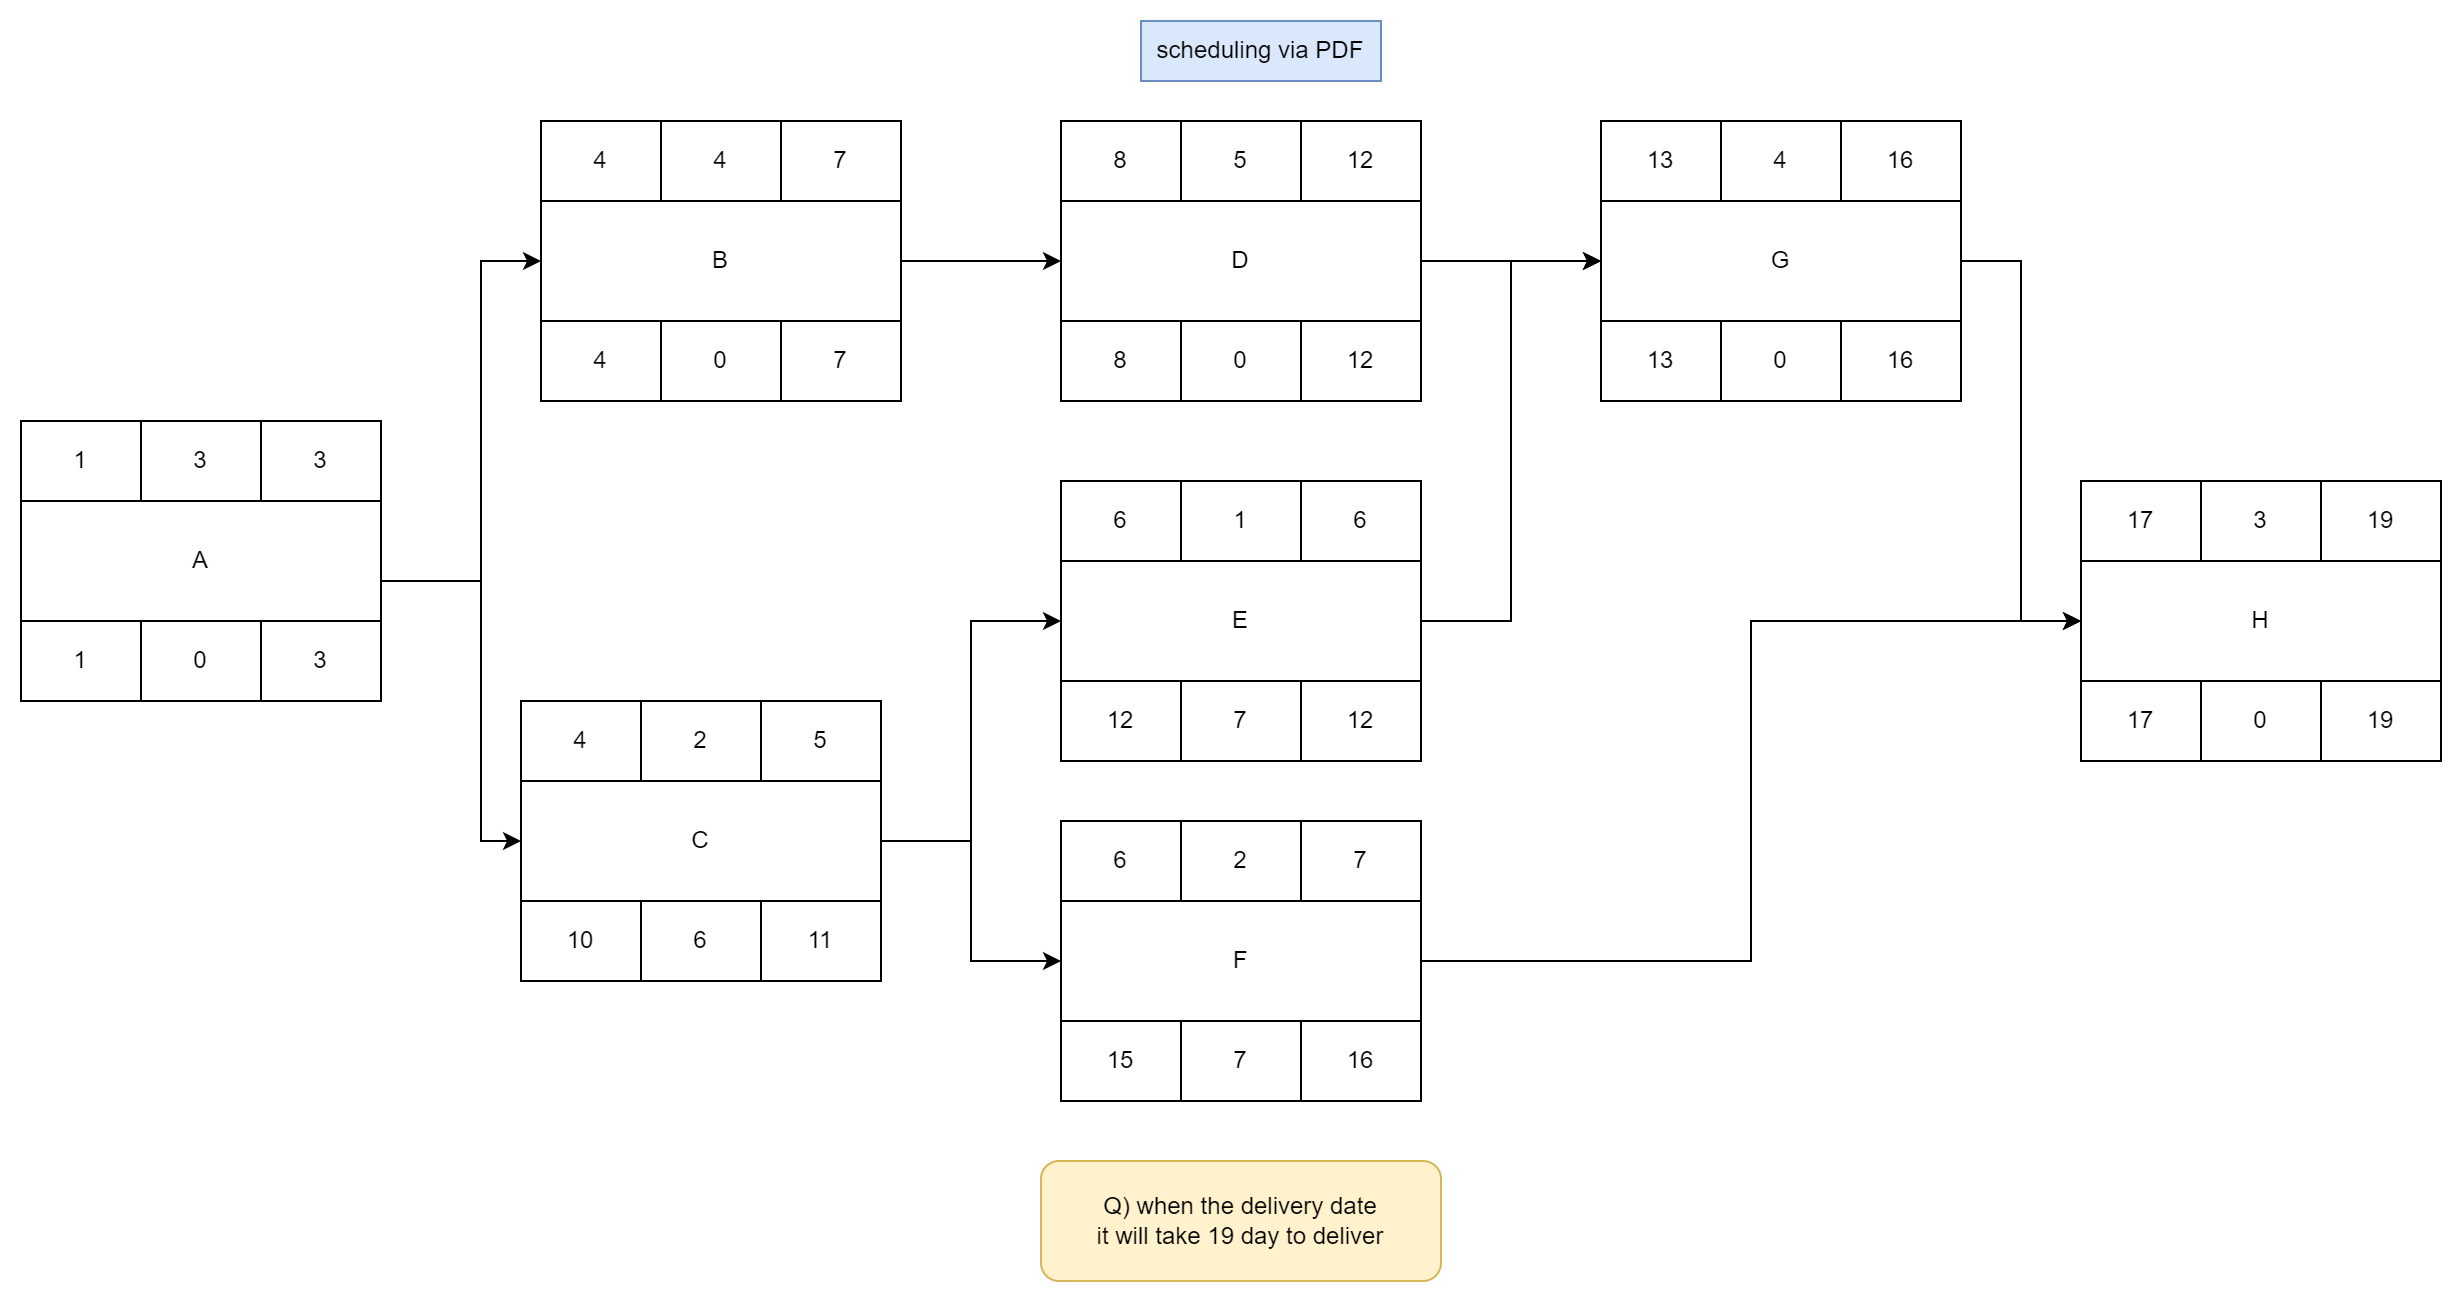 scheduling via PDF
4 4 7
B
4 0 7
8 5 12
D
8 0 12
13 4 16
G
13 0 16
1 3 3
A
1 0 3
6 1 6
E
12 7 12
17 3 19
H
17 0 19
4 2 5
C
10 6 11
6 2 7
F
15 7 16
Q) when the delivery date
it will take 19 day to deliver